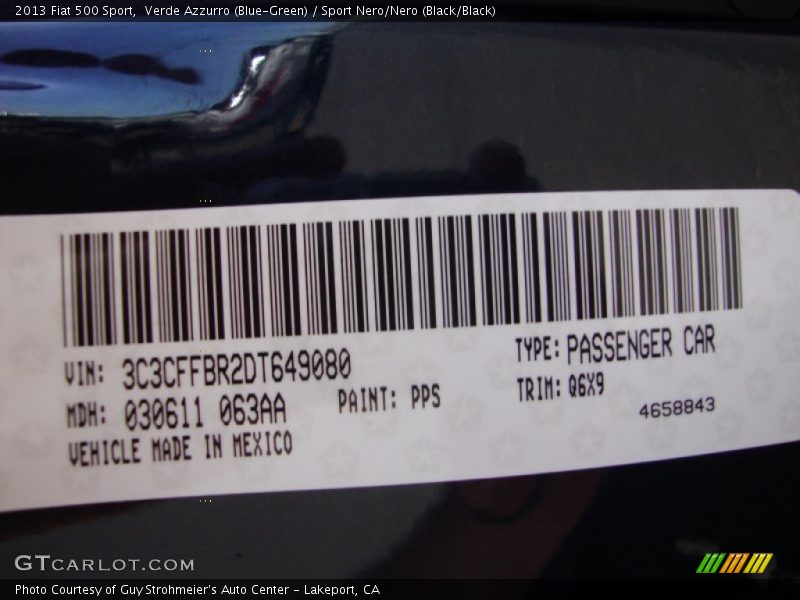 2013 Fiat 500 Sport,  Verde Azzurro (Blue-Green) / Sport Nero/Nero (Black/Black)
VIN: 3C3CFFBR2DT649080 TYPE: PASSENGER CAR
MDH: 030611 063AA PAINT: PPS TRIM: Q6X9
VEHICLE MADE IN MEXICO 4658843
GTCARLOT.COM
Photo Courtesy of Guy Strohmeier's Auto Center - Lakeport, CA